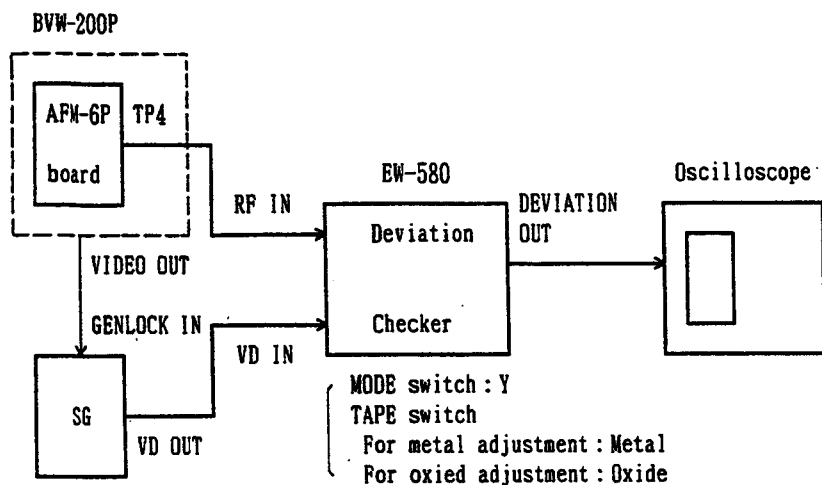 BVW-200P
AFM-6P TP4
board
EW-580
Oscilloscope
RF IN
DEVIATION
OUT
Deviation
VIDEO OUT
GENLOCK IN
Checker
VD IN
SG
VD OUT
MODE switch : Y
TAPE switch
For metal adjustment : Metal
For oxied adjustment : Oxide